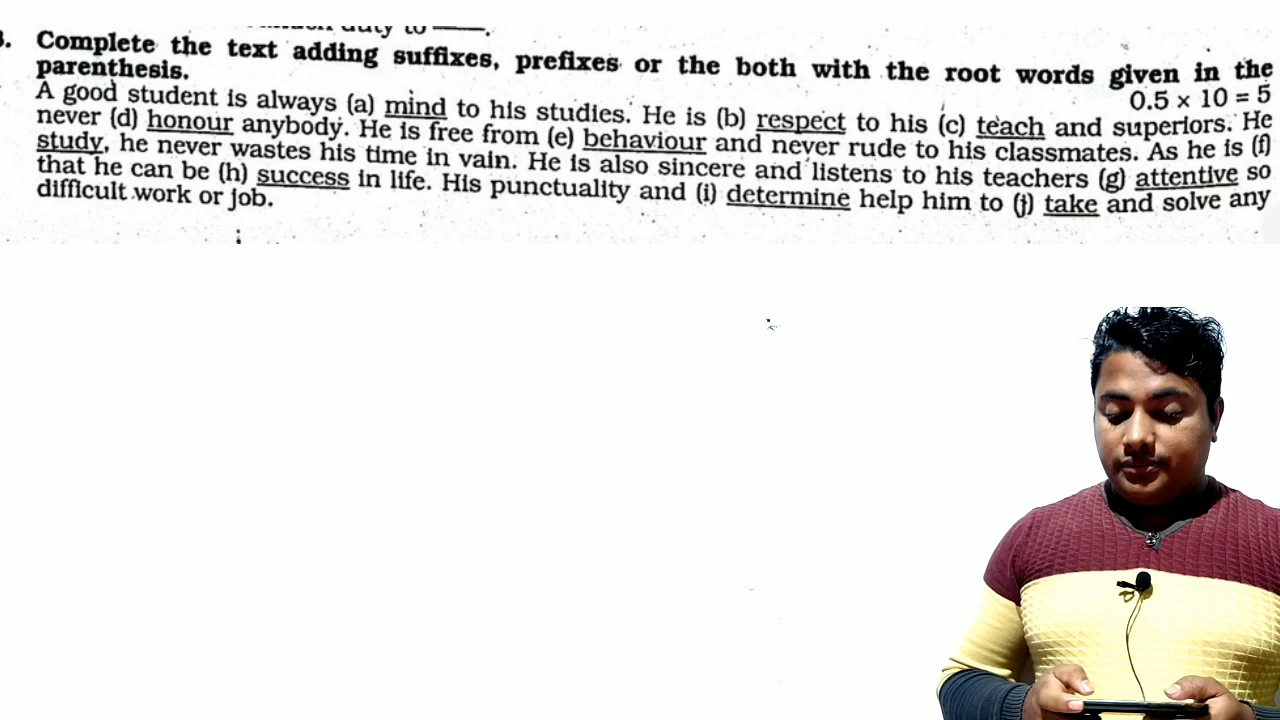 duty to ____.
3. Complete the text adding suffixes, prefixes or the both with the root words given in the
parenthesis.
0.5 × 10 = 5
A good student is always (a) mind to his studies. He is (b) respect to his (c) teach and superiors. He
never (d) honour anybody. He is free from (e) behaviour and never rude to his classmates. As he is (f)
study, he never wastes his time in vain. He is also sincere and listens to his teachers (g) attentive so
that he can be (h) success in life. His punctuality and (i) determine help him to (j) take and solve any
difficult work or job.